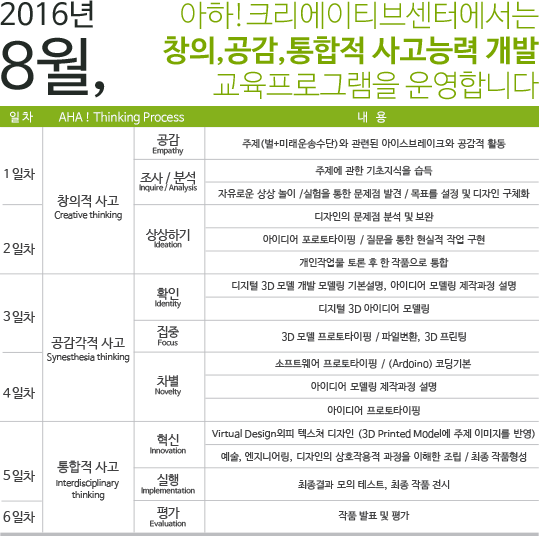 2016년
8월,
아하! 크리에이티브센터에서는
창의,공감,통합적 사고능력 개발
교육프로그램을 운영합니다
일차 AHA! Thinking Process 내 용
1일차
창의적 사고
Creative thinking
공감
Empathy
주제(벌+미래운송수단)와 관련된 아이스브레이크와 공감적 활동
조사 / 분석
Inquire / Analysis
주제에 관한 기초지식을 습득
자유로운 상상 놀이 /실험을 통한 문제점 발견 / 목표를 설정 및 디자인 구체화
2일차
상상하기
Ideation
디자인의 문제점 분석 및 보완
아이디어 포로토타이핑 / 질문을 통한 현실적 작업 구현
개인작업물 토론 후 한 작품으로 통합
3일차
공감각적 사고
Synesthesia thinking
확인
Identity
디지털 3D 모델 개발 모델링 기본설명, 아이디어 모델링 제작과정 설명
디지털 3D 아이디어 모델링
집중
Focus
3D 모델 프로토타이핑 / 파일변환, 3D 프린팅
4일차
차별
Novelty
소프트웨어 프로토타이핑 / (Ardoino) 코딩기본
아이디어 모델링 제작과정 설명
아이디어 프로토타이핑
5일차
통합적 사고
Interdisciplinary
thinking
혁신
Innovation
Virtual Design외피 텍스쳐 디자인 (3D Printed Model에 주제 이미지를 반영)
예술, 엔지니어링, 디자인의 상호작용적 과정을 이해한 조립 / 최종 작품형성
실행
Implementation
최종결과 모의 테스트, 최종 작품 전시
6일차
평가
Evaluation
작품 발표 및 평가